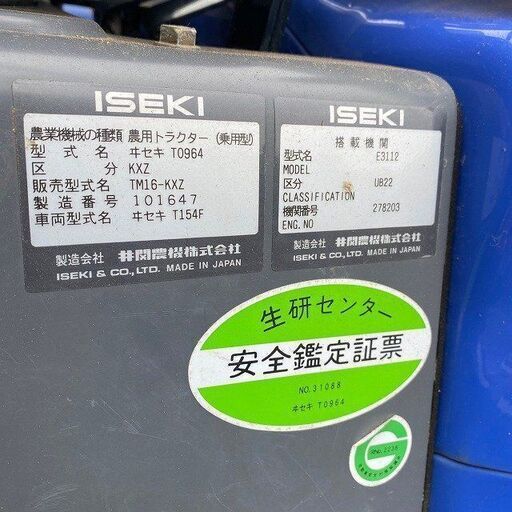 ISEKI
農業機械の種類 農用トラクター (乗用型)
型式名 ヰセキ T0964
区分 KXZ
販売型式名 TM16-KXZ
製造番号 101647
車両型式名 ヰセキ T154F
製造会社 井関農機株式会社
ISEKI & CO., LTD. MADE IN JAPAN
ISEKI
搭載機関
型式名 E3112
MODEL
区分 UB22
CLASSIFICATION
機関番号 278203
ENG. NO
製造会社 井関農機株式会社
ISEKI & CO., LTD. MADE IN JAPAN
生研センター
安全鑑定証票
NO.31088
ヰセキ T0964